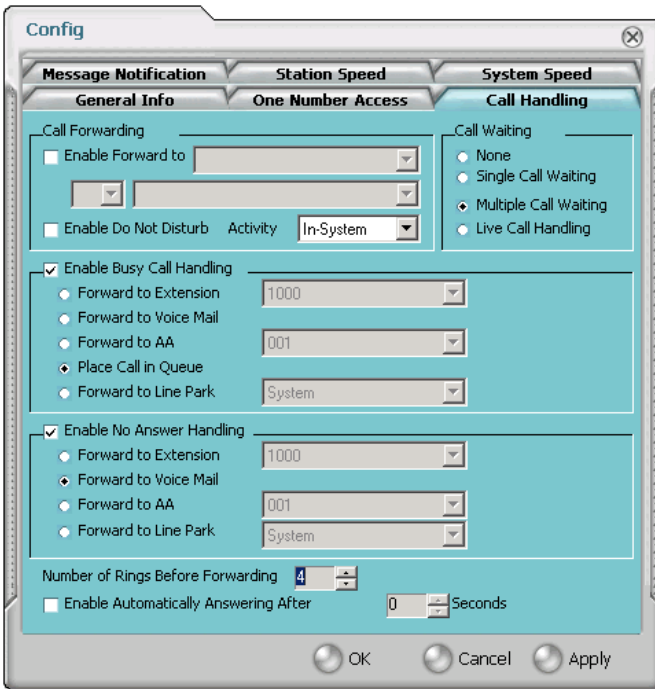 Config
Message Notification
Station Speed
System Speed
General Info
One Number Access
Call Handling
Call Forwarding
Enable Forward to
Enable Do Not Disturb
Activity
In-System
Call Waiting
None
Single Call Waiting
Multiple Call Waiting
Live Call Handling
Enable Busy Call Handling
Forward to Extension
1000
Forward to Voice Mail
Forward to AA
001
Place Call in Queue
Forward to Line Park
System
Enable No Answer Handling
Forward to Extension
1000
Forward to Voice Mail
Forward to AA
001
Forward to Line Park
System
Number of Rings Before Forwarding
4
Enable Automatically Answering After
0
Seconds
OK
Cancel
Apply